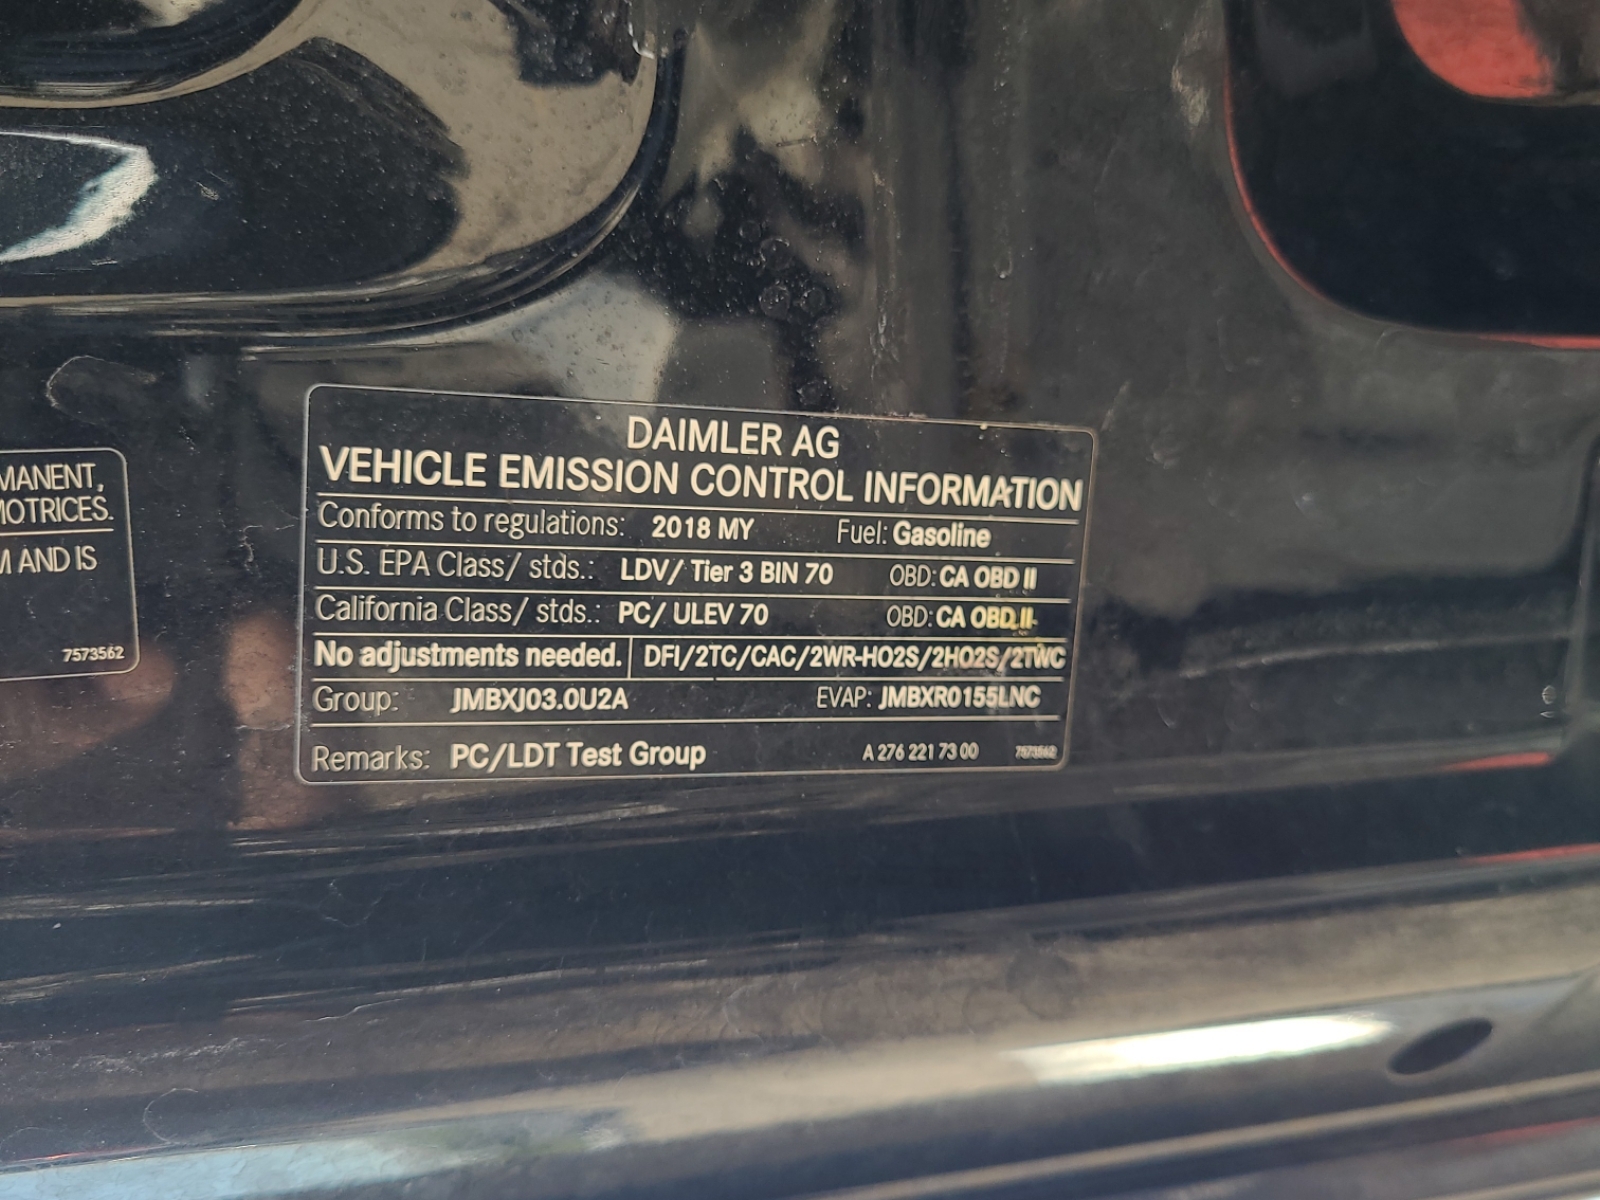 MANENT,
MOTRICES.
M AND IS
7573562
DAIMLER AG
VEHICLE EMISSION CONTROL INFORMATION
Conforms to regulations: 2018 MY Fuel: Gasoline
U.S. EPA Class/ stds.: LDV/ Tier 3 BIN 70 OBD: CA OBD II
California Class/ stds.: PC/ ULEV 70 OBD: CA OBD II
No adjustments needed. DFI/2TC/CAC/2WR-HO2S/2HO2S/2TWC
Group: JMBXJ03.0U2A EVAP: JMBXR0155LNC
Remarks: PC/LDT Test Group A 276 221 73 00 7573562